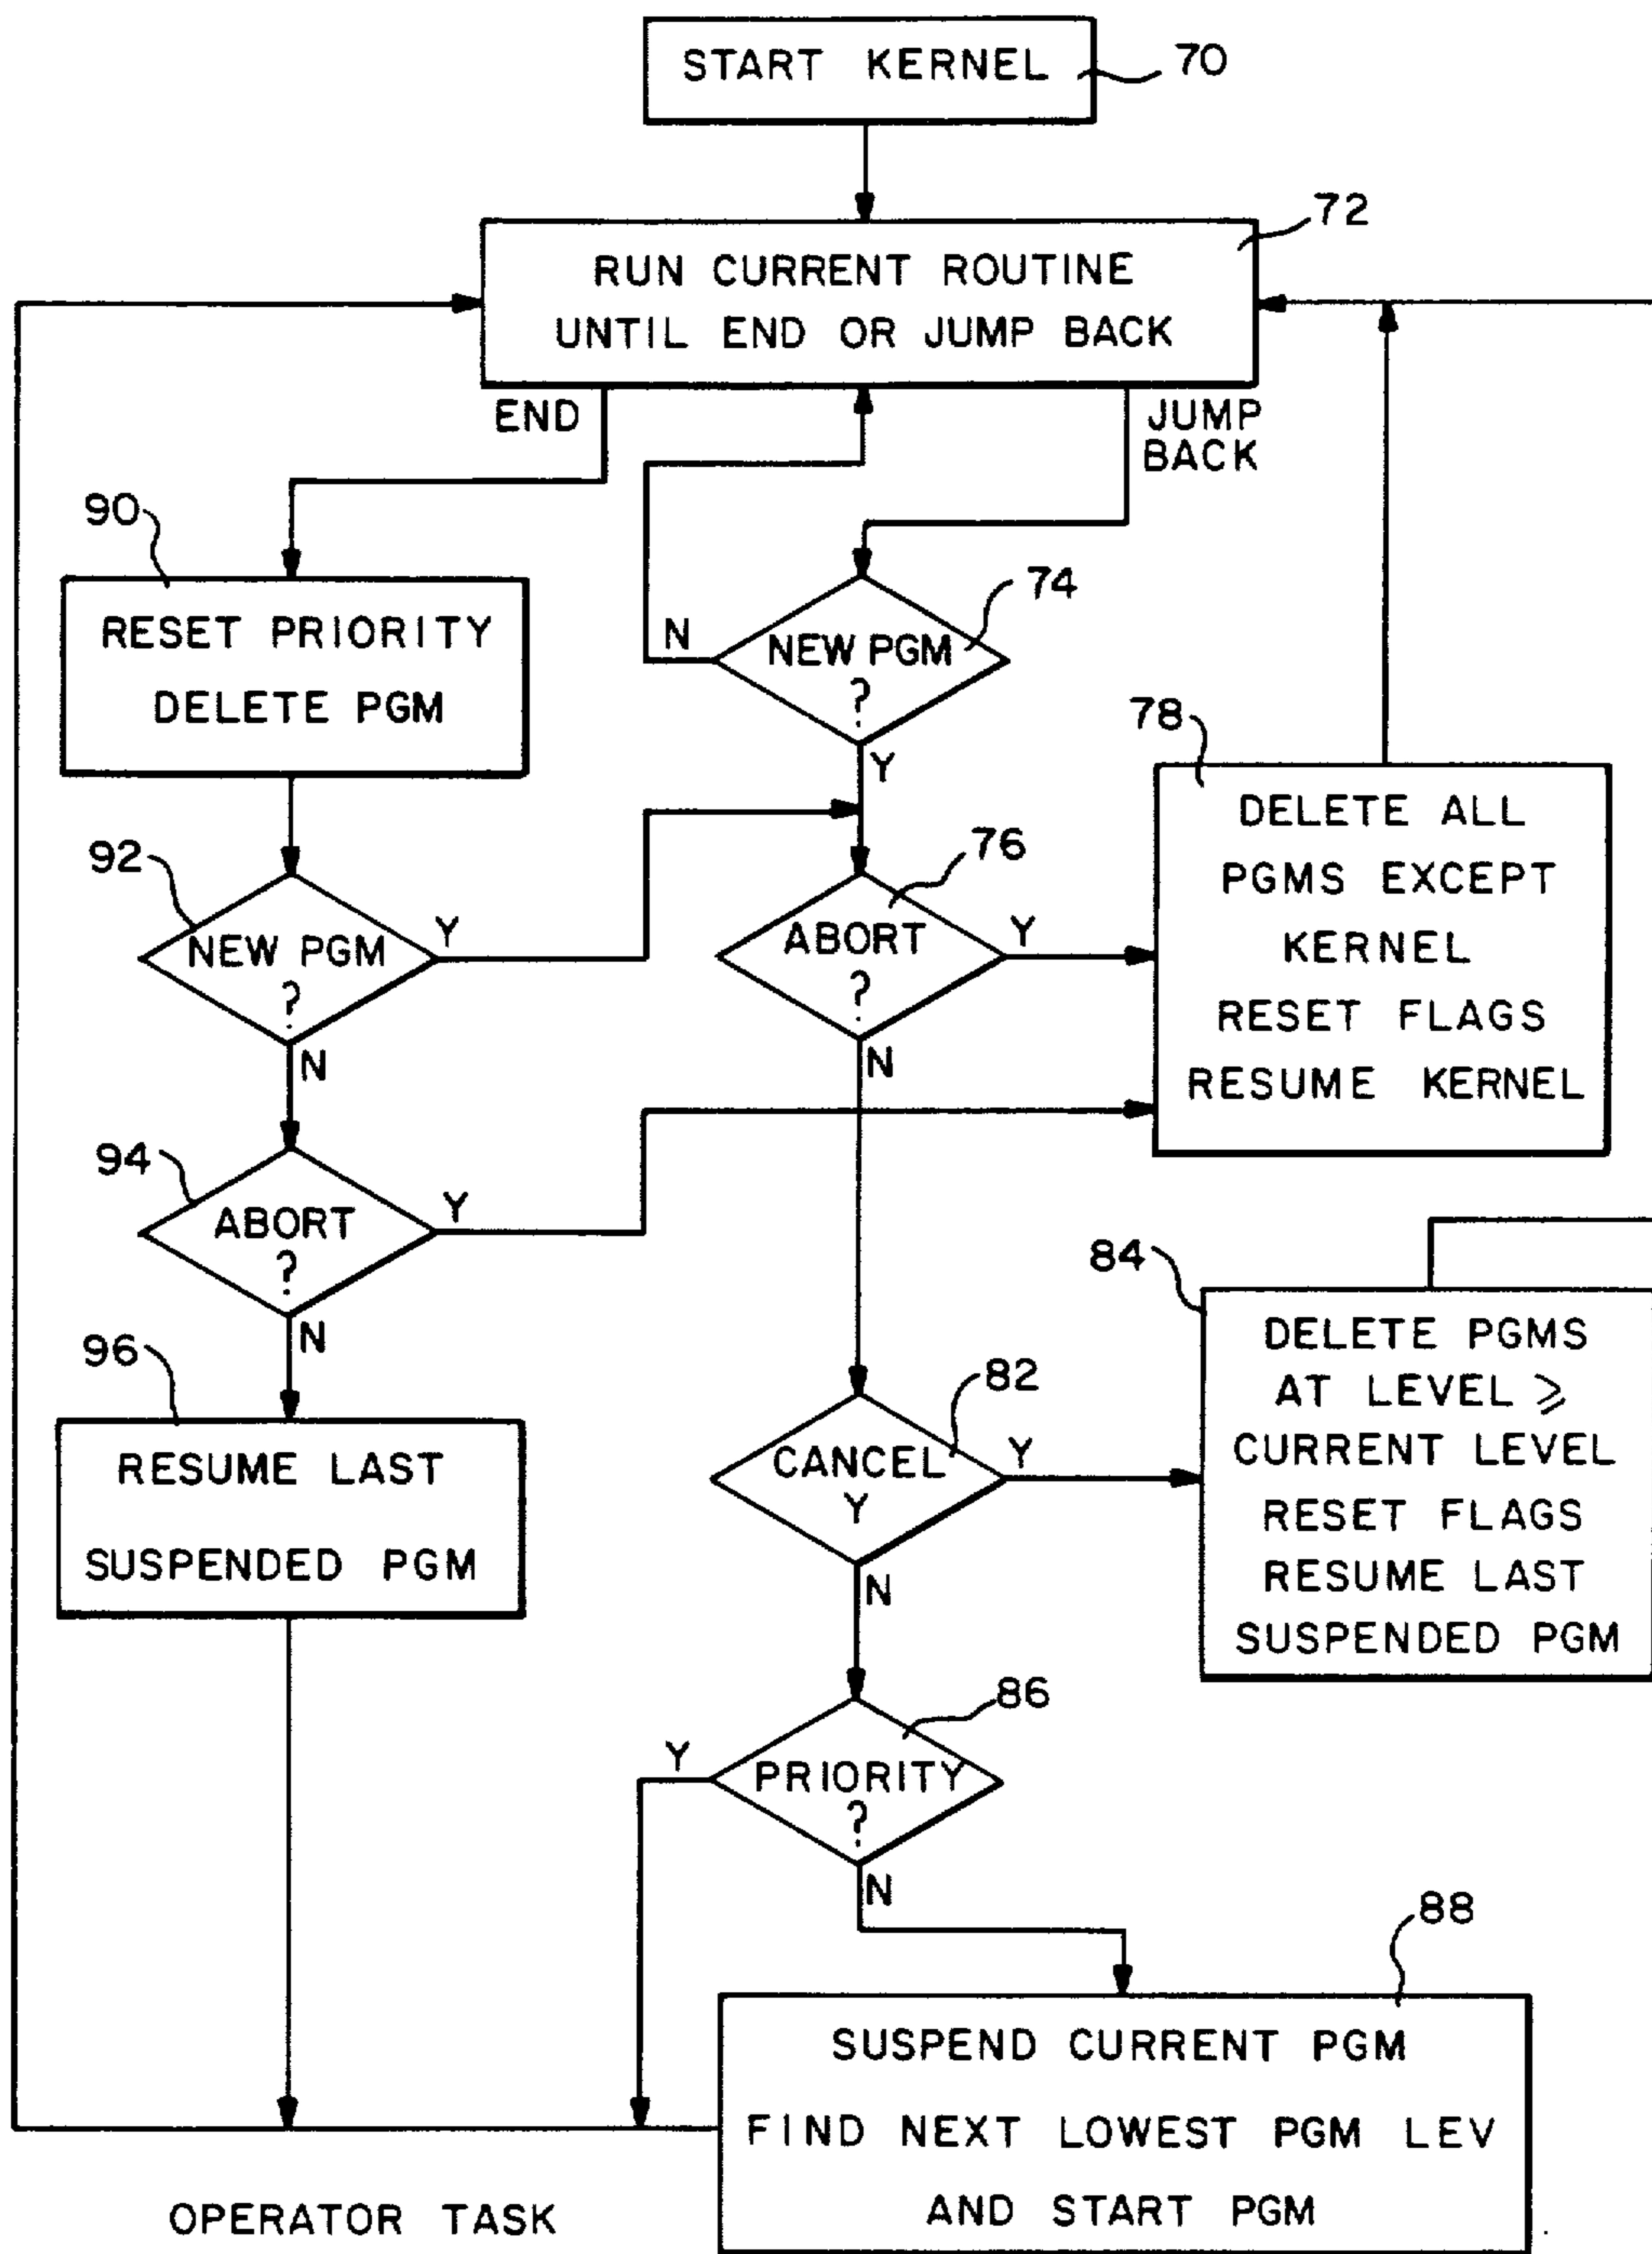 START KERNEL
70
72
RUN CURRENT ROUTINE
UNTIL END OR JUMP BACK
END
JUMP
BACK
90
RESET PRIORITY
DELETE PGM
74
N
NEW PGM
?
Y
78
DELETE ALL
PGMS EXCEPT
KERNEL
RESET FLAGS
RESUME KERNEL
92
NEW PGM
?
Y
N
76
ABORT
?
Y
N
94
ABORT
?
Y
N
84
DELETE PGMS
AT LEVEL ⩾
CURRENT LEVEL
RESET FLAGS
RESUME LAST
SUSPENDED PGM
96
RESUME LAST
SUSPENDED PGM
82
CANCEL
Y
Y
N
86
Y
PRIORITY
?
N
88
SUSPEND CURRENT PGM
FIND NEXT LOWEST PGM LEV
AND START PGM
OPERATOR TASK